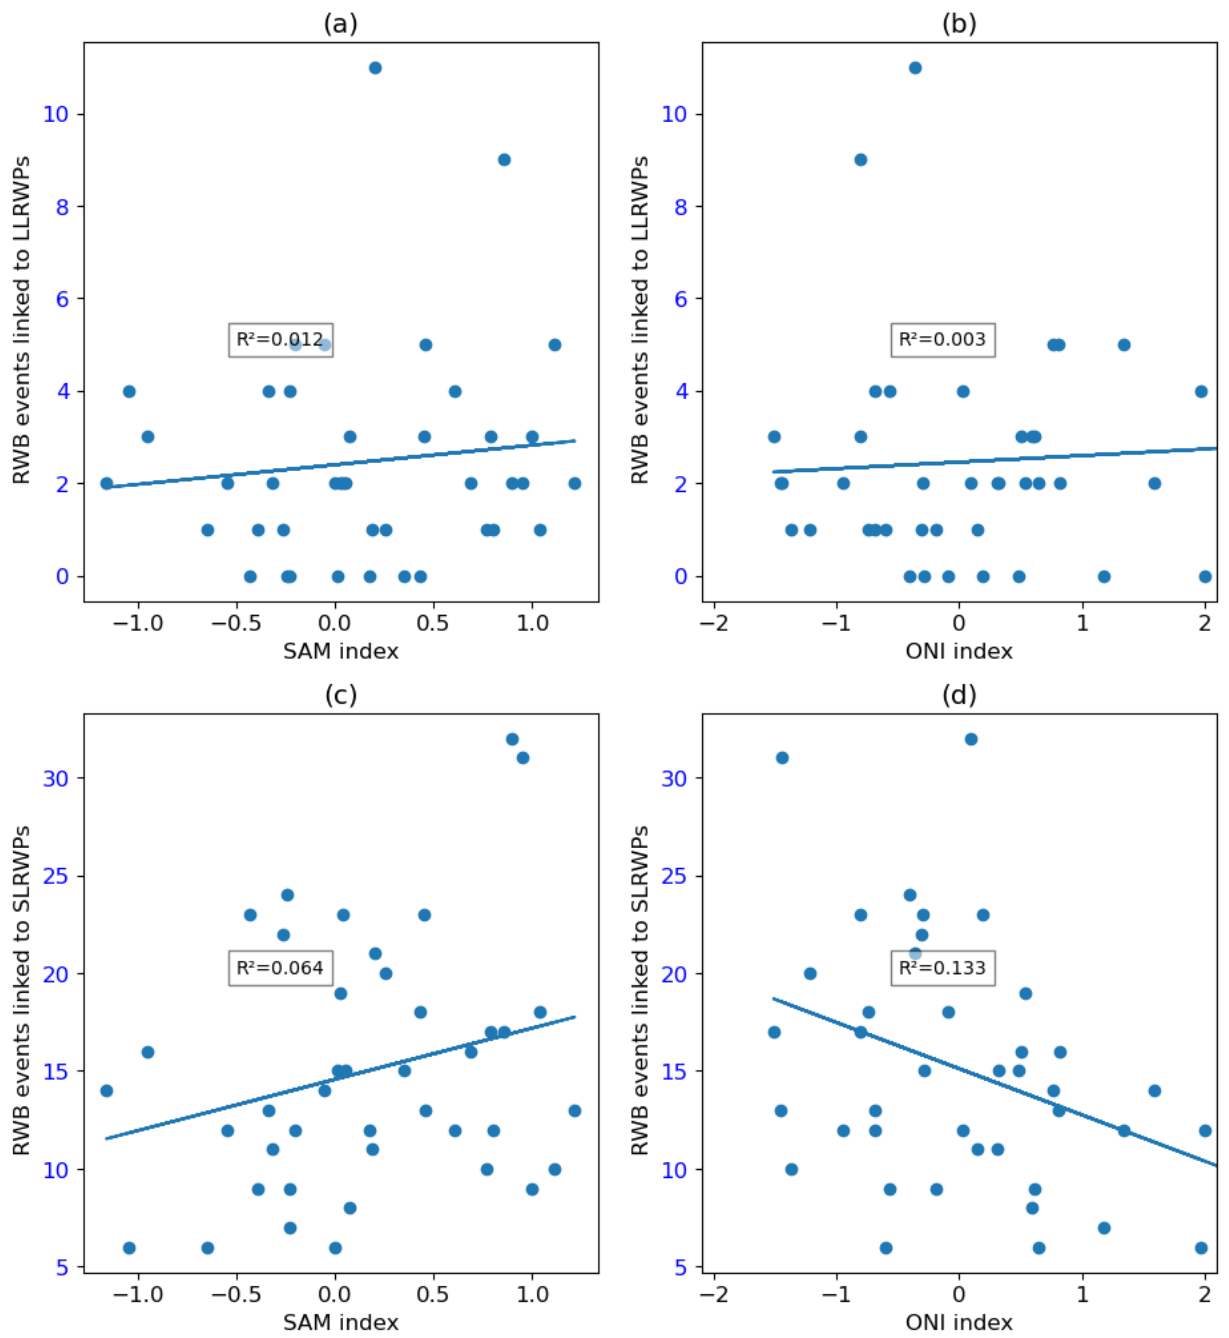 (a)
RWB events linked to LLRWPs
10
8
6
4
2
0
R²=0.012
−1.0 −0.5 0.0 0.5 1.0
SAM index
(b)
RWB events linked to LLRWPs
10
8
6
4
2
0
R²=0.003
−2 −1 0 1 2
ONI index
(c)
RWB events linked to SLRWPs
30
25
20
15
10
5
R²=0.064
−1.0 −0.5 0.0 0.5 1.0
SAM index
(d)
RWB events linked to SLRWPs
30
25
20
15
10
5
R²=0.133
−2 −1 0 1 2
ONI index